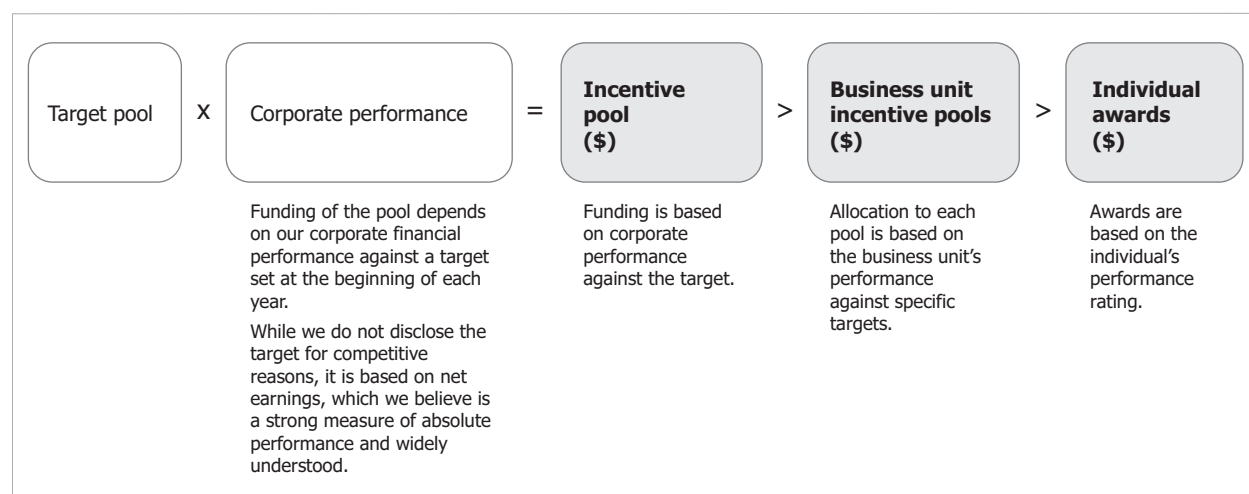 Target pool
x
Corporate performance
=
Incentive
pool
($)
>
Business unit
incentive pools
($)
>
Individual
awards
($)
Funding of the pool depends
on our corporate financial
performance against a target
set at the beginning of each
year.
While we do not disclose the
target for competitive
reasons, it is based on net
earnings, which we believe is
a strong measure of absolute
performance and widely
understood.
Funding is based
on corporate
performance
against the target.
Allocation to each
pool is based on
the business unit’s
performance
against specific
targets.
Awards are
based on the
individual’s
performance
rating.